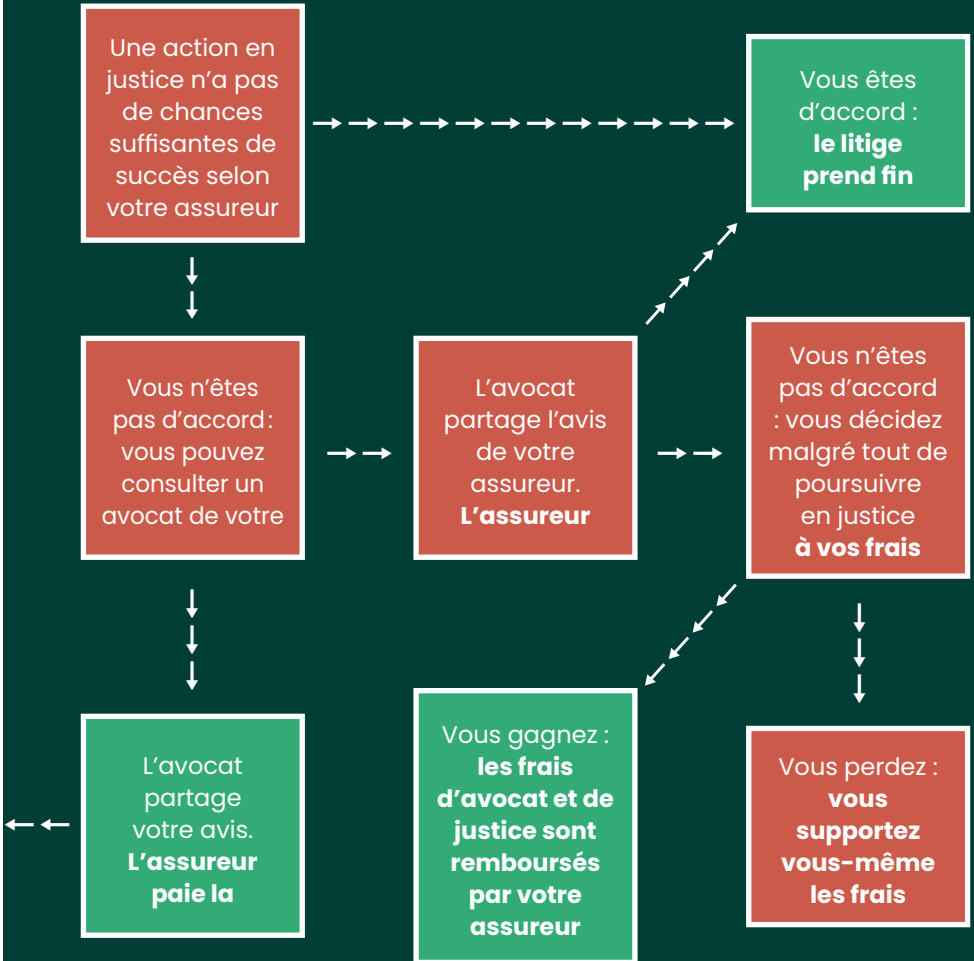 Une action en
justice n’a pas
de chances
suffisantes de
succès selon
votre assureur
Vous êtes
d’accord :
le litige
prend fin
Vous n’êtes
pas d’accord :
vous pouvez
consulter un
avocat de votre
L’avocat
partage l’avis
de votre
assureur.
L’assureur
Vous n’êtes
pas d’accord
: vous décidez
malgré tout de
poursuivre
en justice
à vos frais
L’avocat
partage
votre avis.
L’assureur
paie la
Vous gagnez :
les frais
d’avocat et de
justice sont
remboursés
par votre
assureur
Vous perdez :
vous
supportez
vous-même
les frais